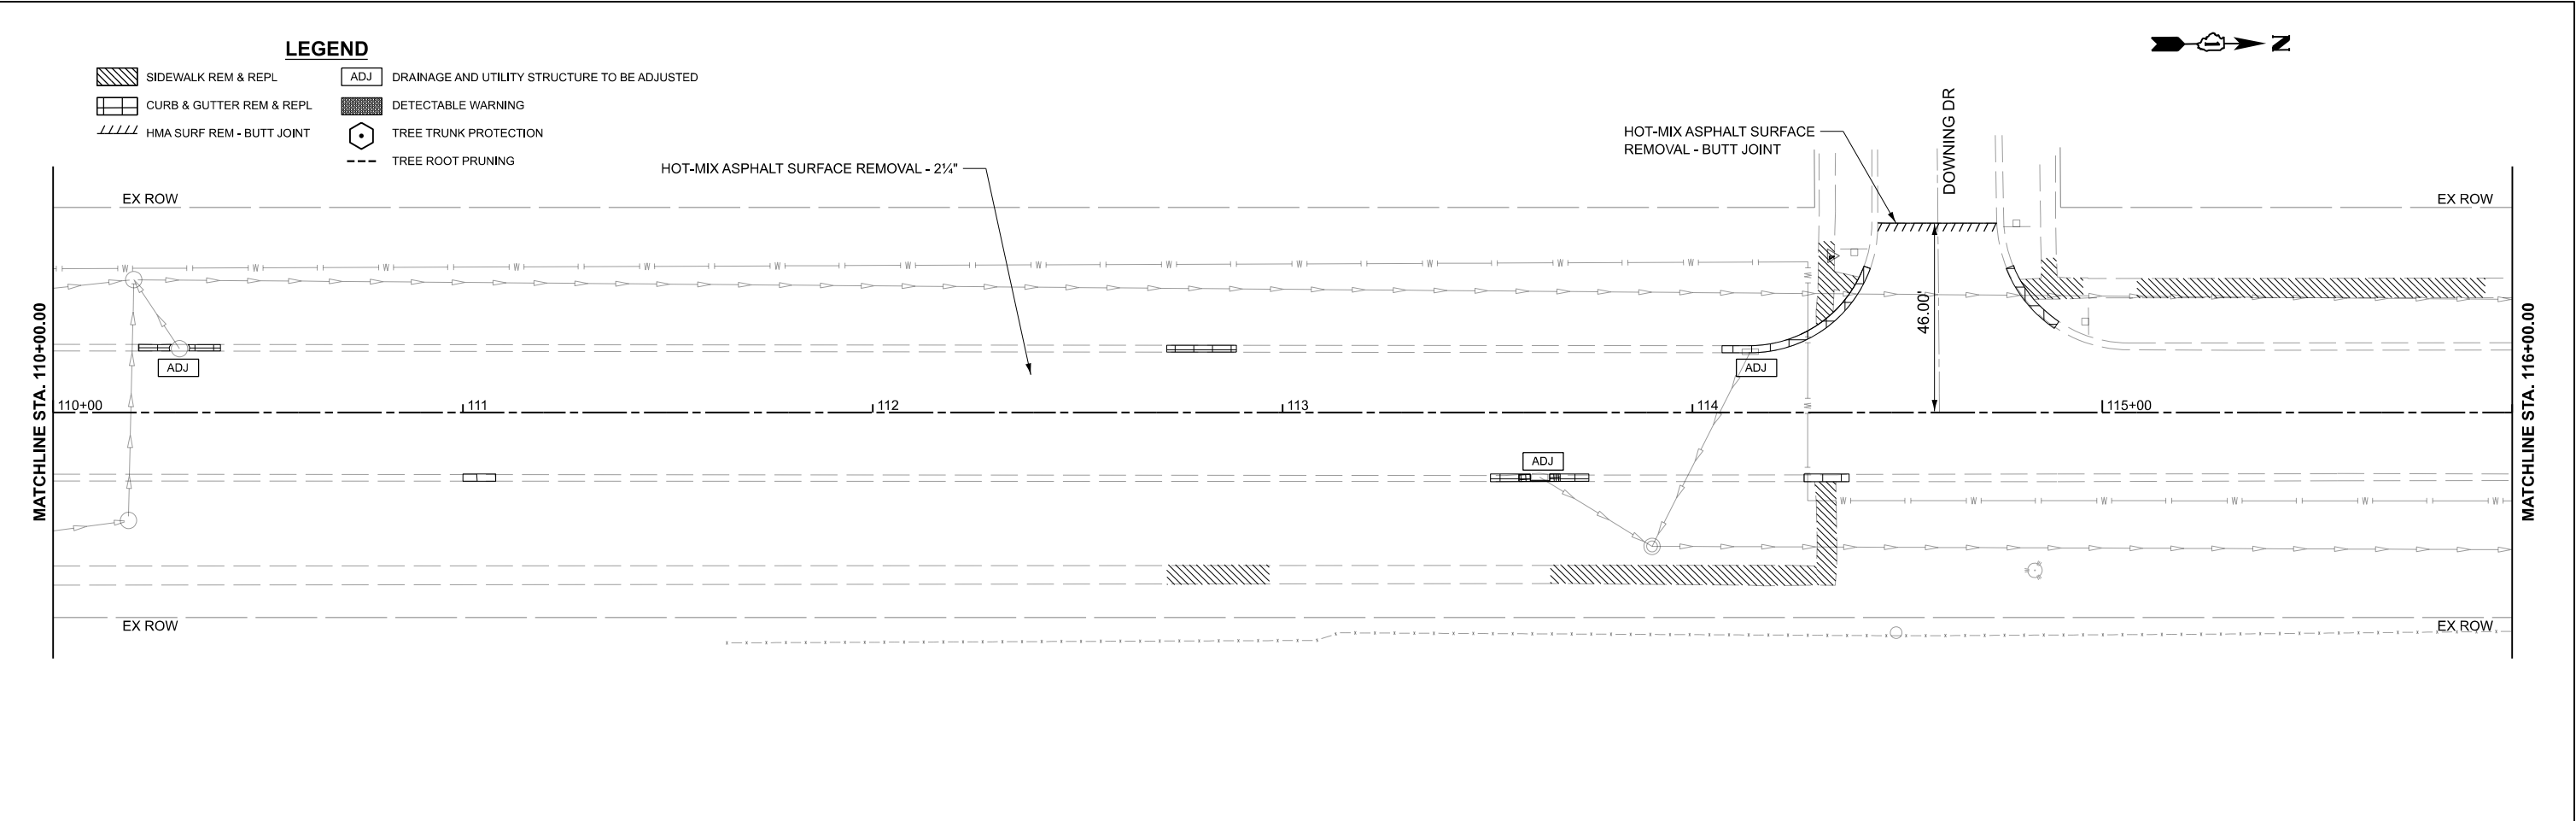 LEGEND
SIDEWALK REM & REPL
CURB & GUTTER REM & REPL
HMA SURF REM - BUTT JOINT
ADJ DRAINAGE AND UTILITY STRUCTURE TO BE ADJUSTED
DETECTABLE WARNING
TREE TRUNK PROTECTION
TREE ROOT PRUNING
N
HOT-MIX ASPHALT SURFACE REMOVAL - 2¼"
HOT-MIX ASPHALT SURFACE
REMOVAL - BUTT JOINT
DOWNING DR
EX ROW
EX ROW
W W W W W W W W W W W W W
W
W
46.00'
MATCHLINE STA. 110+00.00
MATCHLINE STA. 116+00.00
ADJ
ADJ
110+00 111 112 113 114 115+00
ADJ
W W W W W W
EX ROW
EX ROW